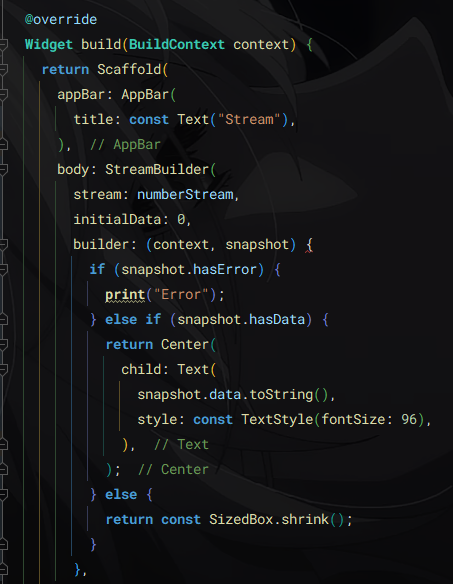 @override
Widget build(BuildContext context) {
  return Scaffold(
    appBar: AppBar(
      title: const Text("Stream"),
    ),  // AppBar
    body: StreamBuilder(
      stream: numberStream,
      initialData: 0,
      builder: (context, snapshot) {
        if (snapshot.hasError) {
          print("Error");
        } else if (snapshot.hasData) {
          return Center(
            child: Text(
              snapshot.data.toString(),
              style: const TextStyle(fontSize: 96),
            ),  // Text
          );  // Center
        } else {
          return const SizedBox.shrink();
        }
      },